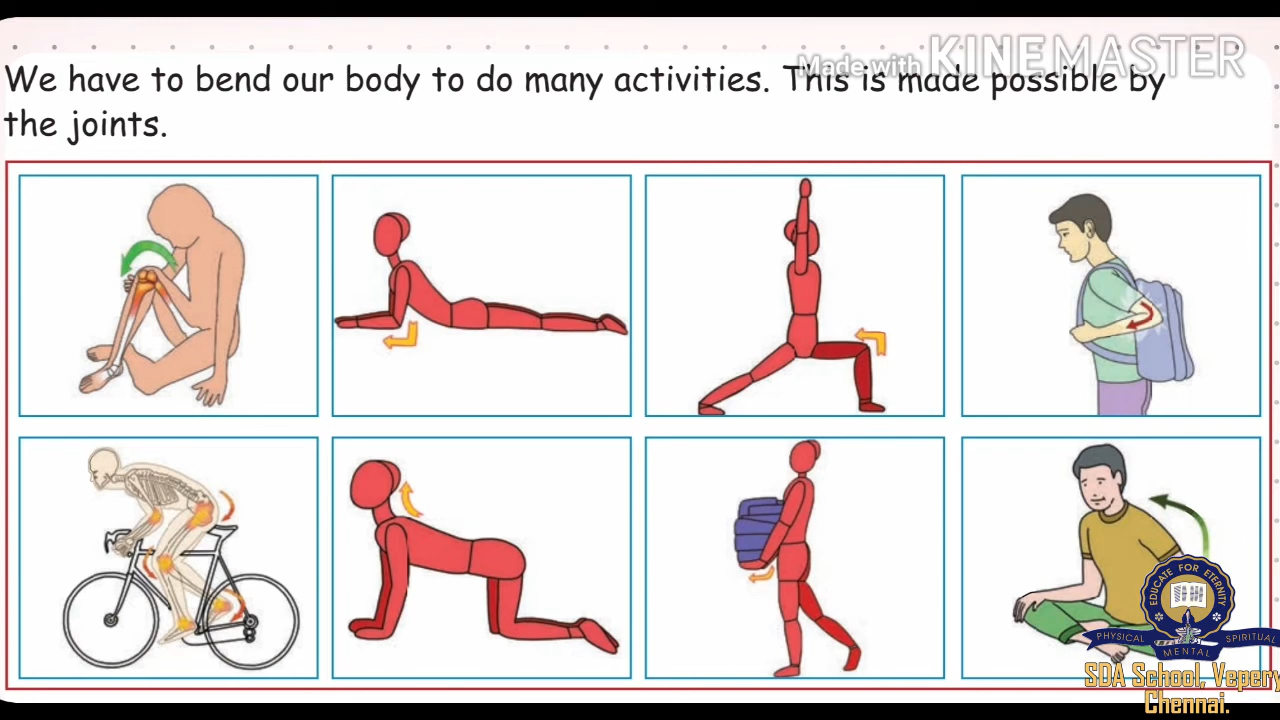 Made with KINEMASTER
We have to bend our body to do many activities. This is made possible by
the joints.
EDUCATE FOR ETERNITY
PHYSICAL MENTAL SPIRITUAL
SDA School, Vepery
Chennai.